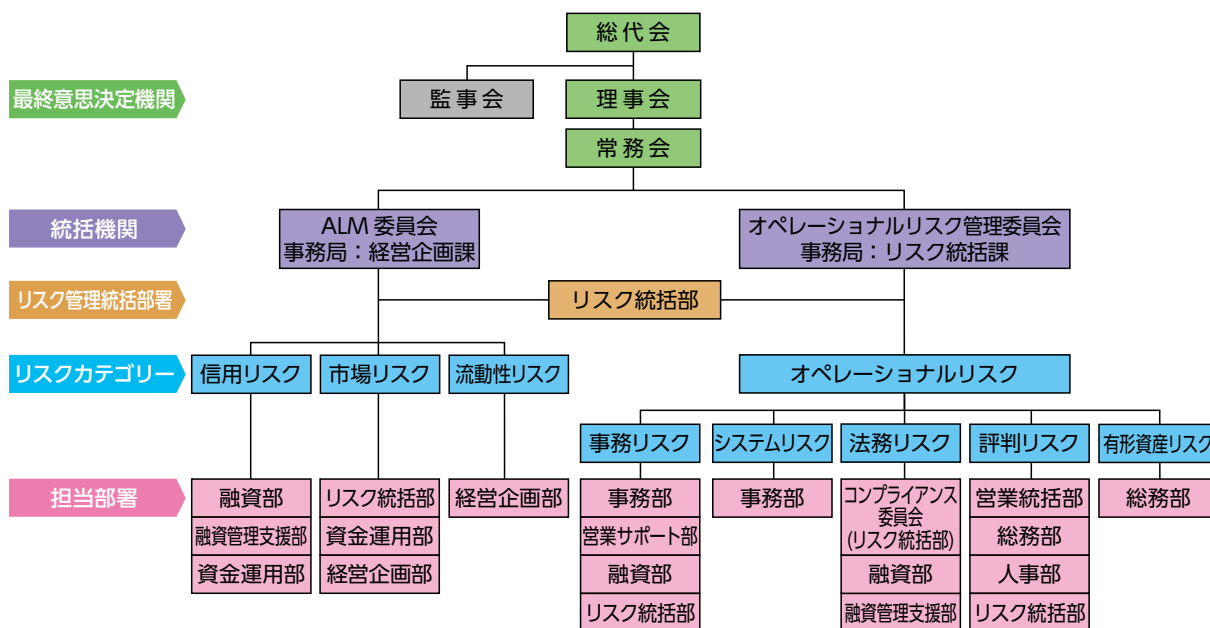 総代会
最終意思決定機関
監事会
理事会
常務会
統括機関
ALM 委員会
事務局：経営企画課
オペレーショナルリスク管理委員会
事務局：リスク統括課
リスク管理統括部署
リスク統括部
リスクカテゴリー
信用リスク
市場リスク
流動性リスク
オペレーショナルリスク
事務リスク
システムリスク
法務リスク
評判リスク
有形資産リスク
担当部署
融資部
融資管理支援部
資金運用部
リスク統括部
資金運用部
経営企画部
経営企画部
事務部
営業サポート部
融資部
リスク統括部
事務部
コンプライアンス
委員会
(リスク統括部)
融資部
融資管理支援部
営業統括部
総務部
人事部
リスク統括部
総務部